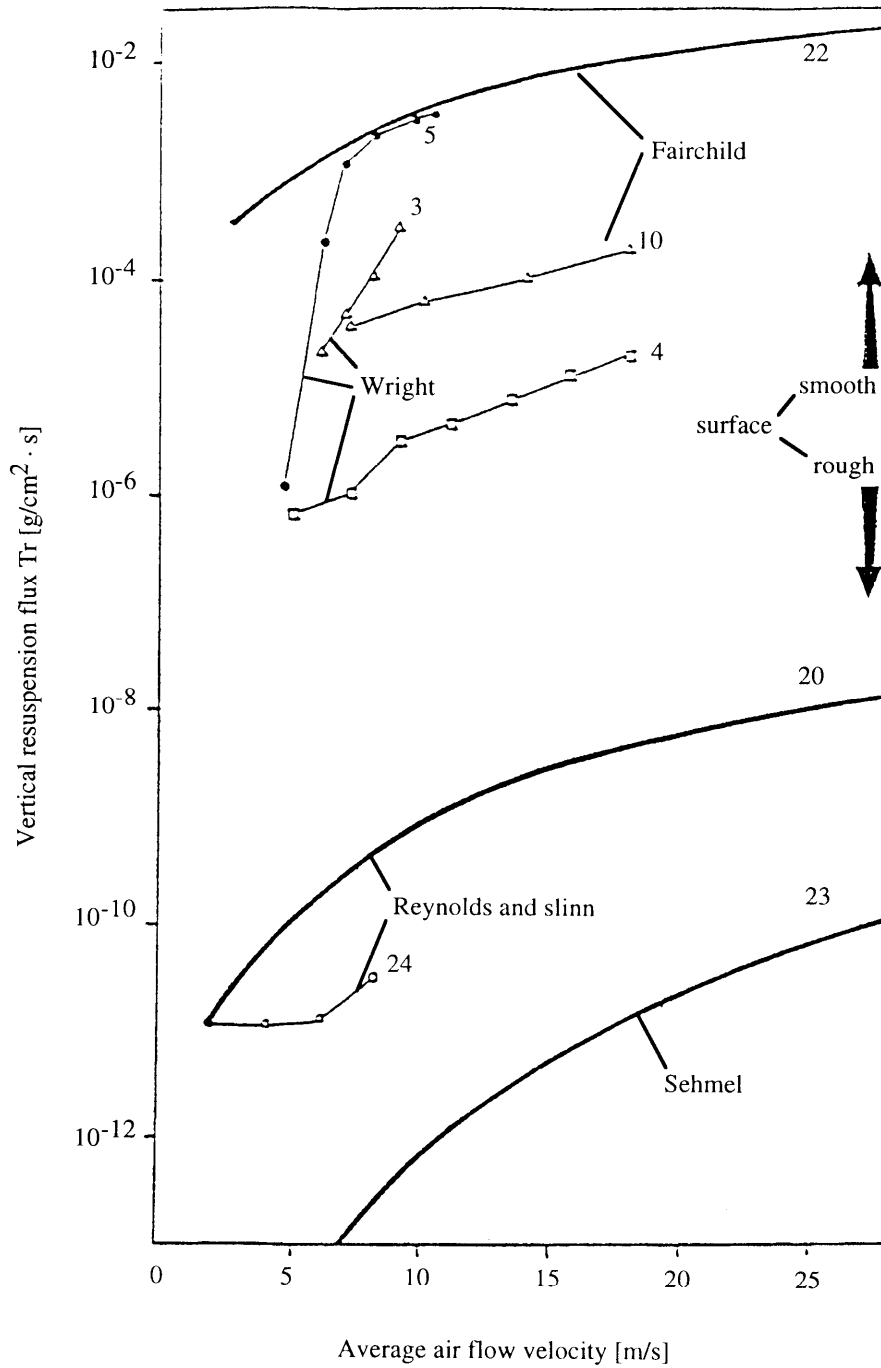 10-2
22
5
Fairchild
3
10
10-4
4
Wright
smooth
surface
rough
10-6
Vertical resuspension flux Tr [g/cm2 · s]
20
10-8
23
10-10
Reynolds and slinn
24
Sehmel
10-12
0 5 10 15 20 25
Average air flow velocity [m/s]